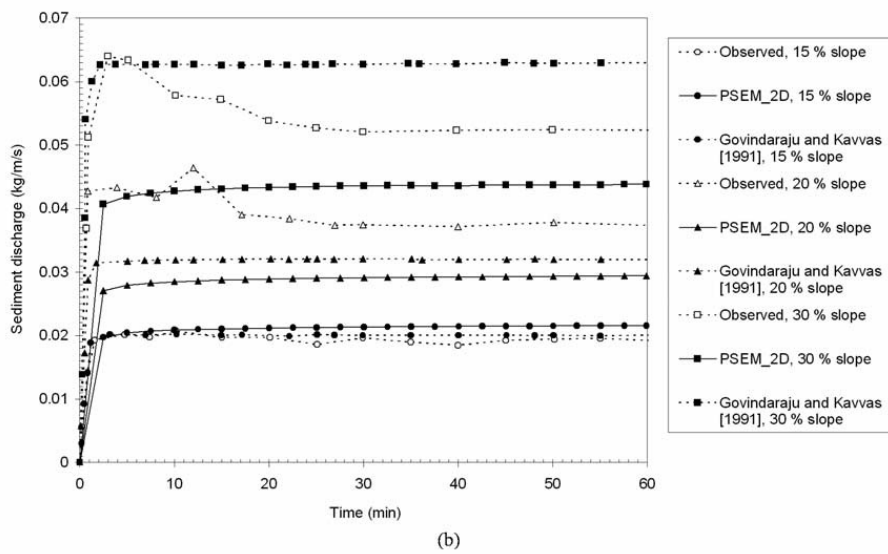 0.07
0.06
0.05
0.04
0.03
0.02
0.01
0
Sediment discharge (kg/m/s)
0 10 20 30 40 50 60
Time (min)
Observed, 15 % slope
PSEM_2D, 15 % slope
Govindaraju and Kavvas
[1991], 15 % slope
Observed, 20 % slope
PSEM_2D, 20 % slope
Govindaraju and Kavvas
[1991], 20 % slope
Observed, 30 % slope
PSEM_2D, 30 % slope
Govindaraju and Kavvas
[1991], 30 % slope
(b)